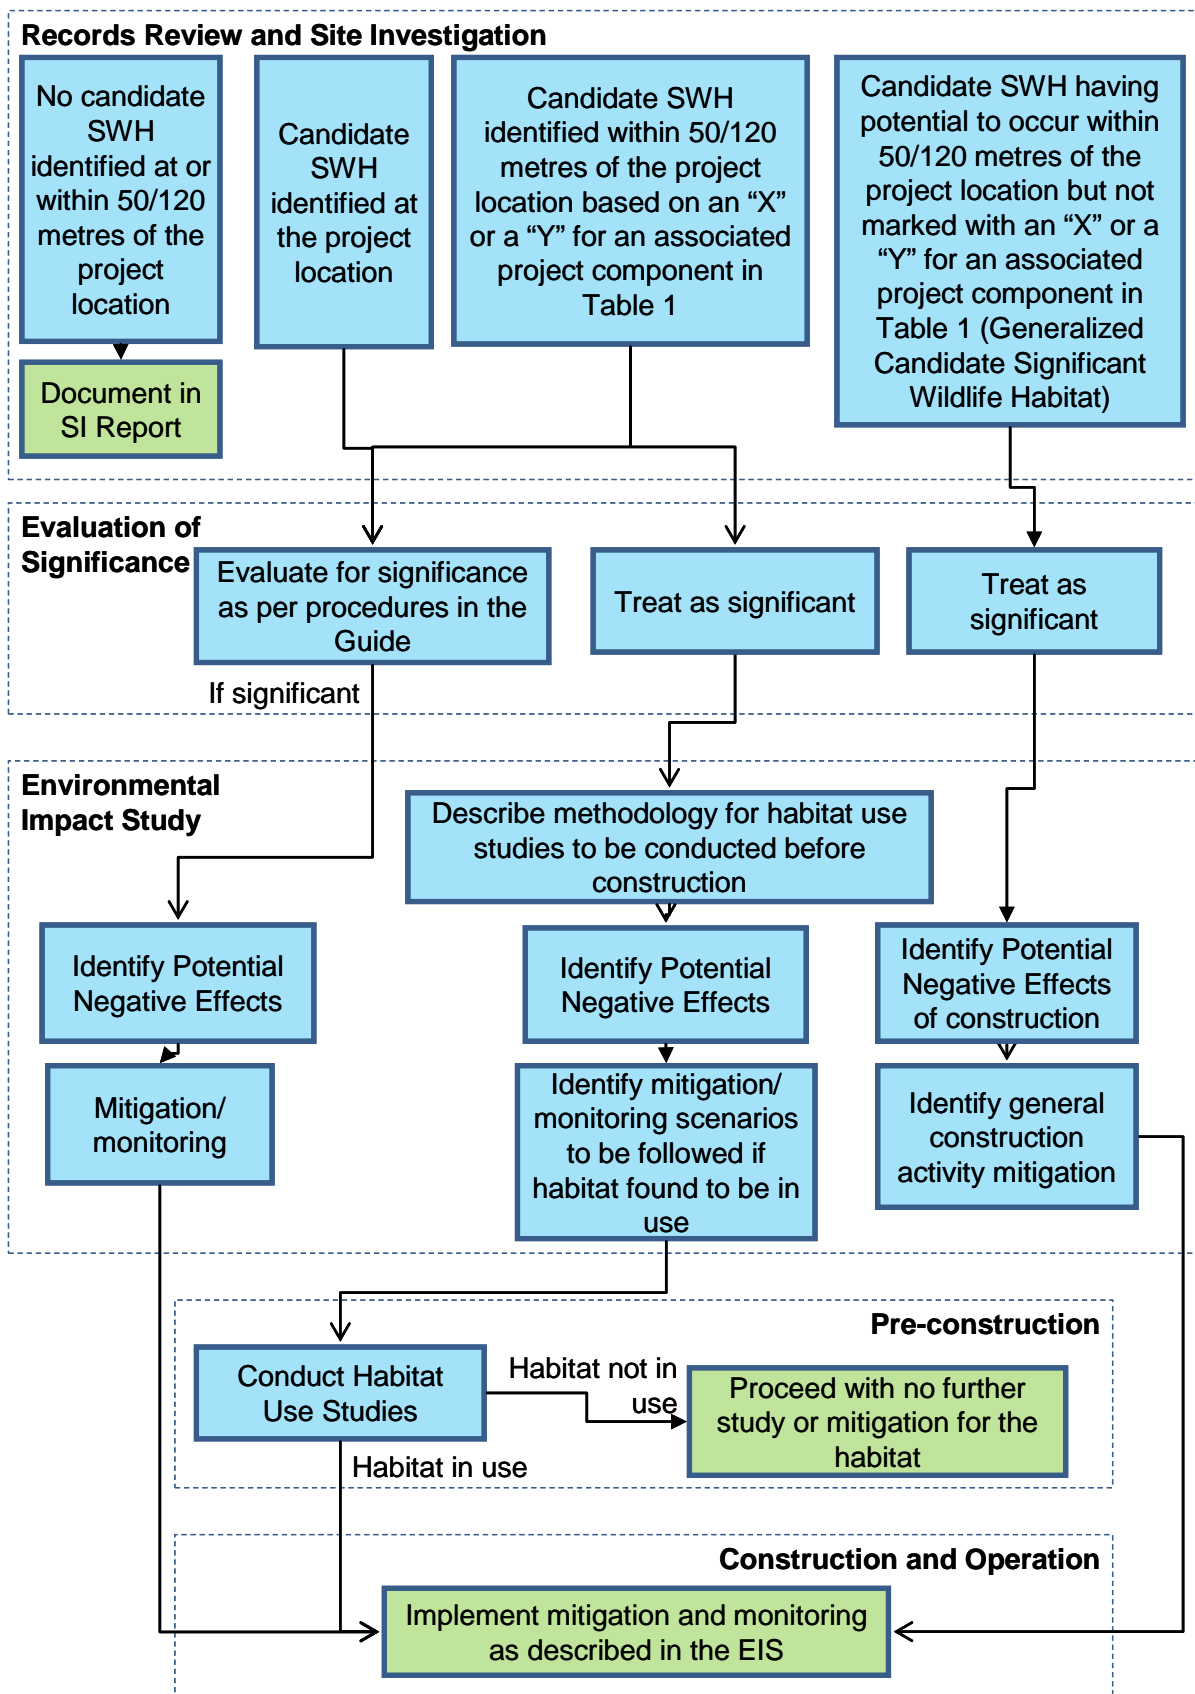 Records Review and Site Investigation
No candidate
SWH
identified at or
within 50/120
metres of the
project
location
Candidate
SWH
identified at
the project
location
Candidate SWH
identified within 50/120
metres of the project
location based on an “X”
or a “Y” for an associated
project component in
Table 1
Candidate SWH having
potential to occur within
50/120 metres of the
project location but not
marked with an “X” or a
“Y” for an associated
project component in
Table 1 (Generalized
Candidate Significant
Wildlife Habitat)
Document in
SI Report
Evaluation of
Significance
Evaluate for significance
as per procedures in the
Guide
Treat as significant
Treat as
significant
If significant
Environmental
Impact Study
Describe methodology for habitat use
studies to be conducted before
construction
Identify Potential
Negative Effects
Identify Potential
Negative Effects
Identify Potential
Negative Effects
of construction
Mitigation/
monitoring
Identify mitigation/
monitoring scenarios
to be followed if
habitat found to be in
use
Identify general
construction
activity mitigation
Pre-construction
Conduct Habitat
Use Studies
Habitat not in
use
Proceed with no further
study or mitigation for the
habitat
Habitat in use
Construction and Operation
Implement mitigation and monitoring
as described in the EIS